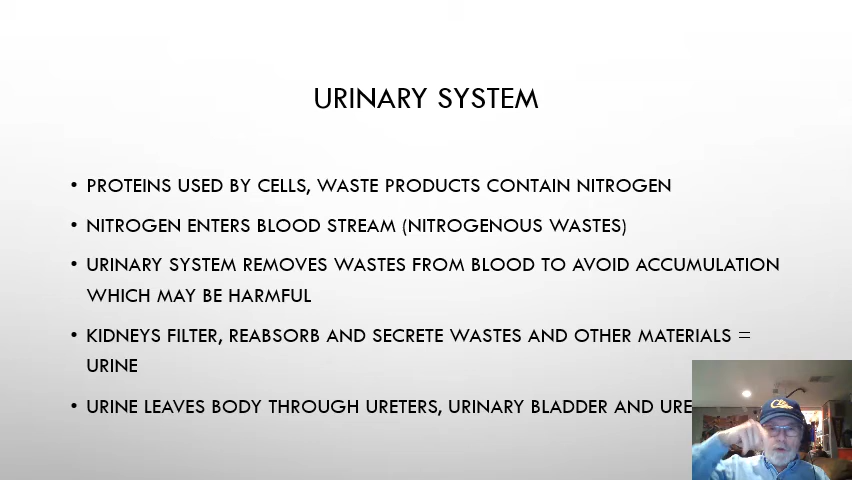 URINARY SYSTEM
• PROTEINS USED BY CELLS, WASTE PRODUCTS CONTAIN NITROGEN
• NITROGEN ENTERS BLOOD STREAM (NITROGENOUS WASTES)
• URINARY SYSTEM REMOVES WASTES FROM BLOOD TO AVOID ACCUMULATION
WHICH MAY BE HARMFUL
• KIDNEYS FILTER, REABSORB AND SECRETE WASTES AND OTHER MATERIALS =
URINE
• URINE LEAVES BODY THROUGH URETERS, URINARY BLADDER AND URE